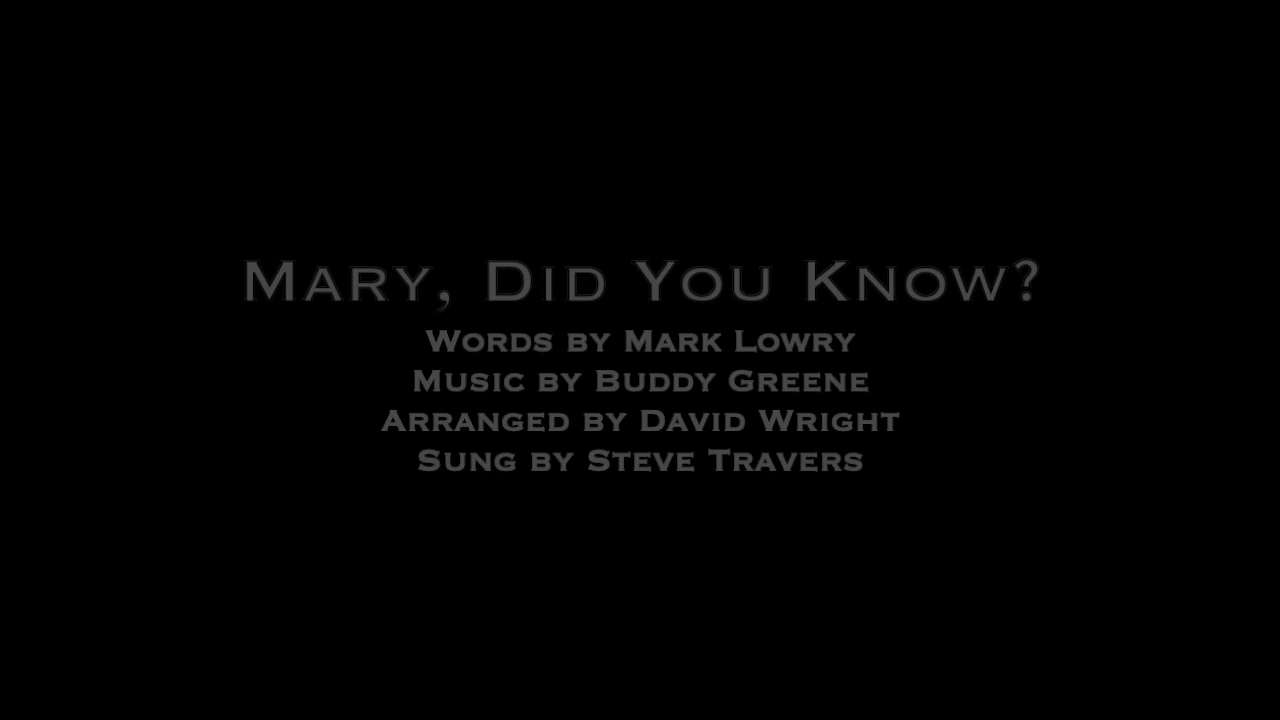 Mary, Did You Know?
Words by Mark Lowry
Music by Buddy Greene
Arranged by David Wright
Sung by Steve Travers